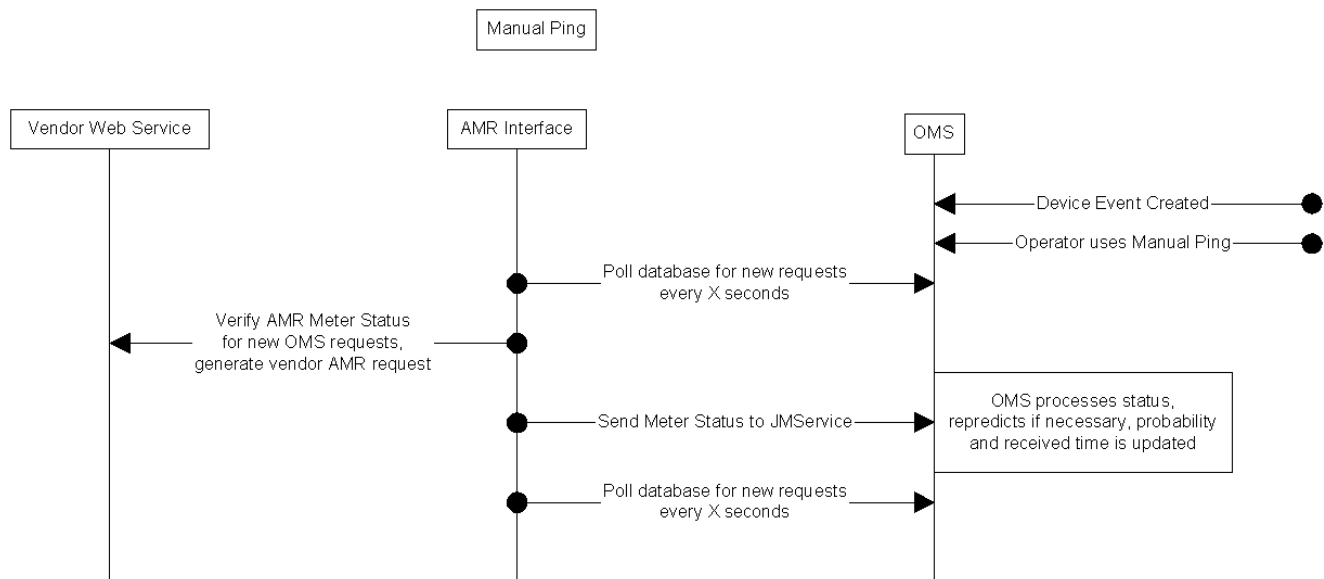 Manual Ping
Vendor Web Service
AMR Interface
OMS
Device Event Created
Operator uses Manual Ping
Poll database for new requests
every X seconds
Verify AMR Meter Status
for new OMS requests,
generate vendor AMR request
OMS processes status,
repredicts if necessary, probability
and received time is updated
Send Meter Status to JMService
Poll database for new requests
every X seconds